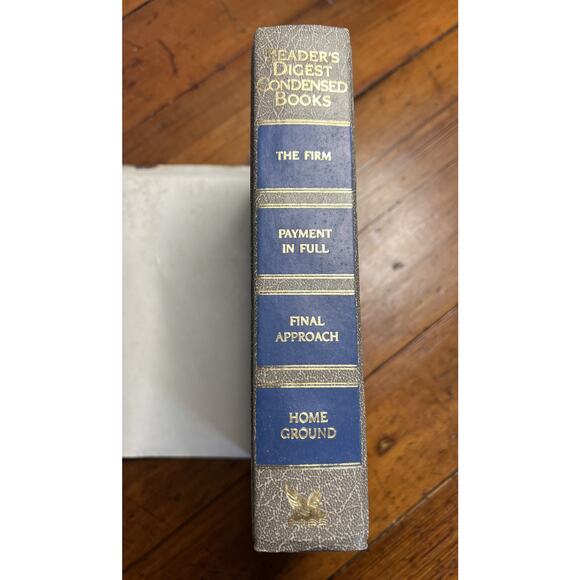 READER'S
DIGEST
CONDENSED
BOOKS
THE FIRM
PAYMENT
IN FULL
FINAL
APPROACH
HOME
GROUND